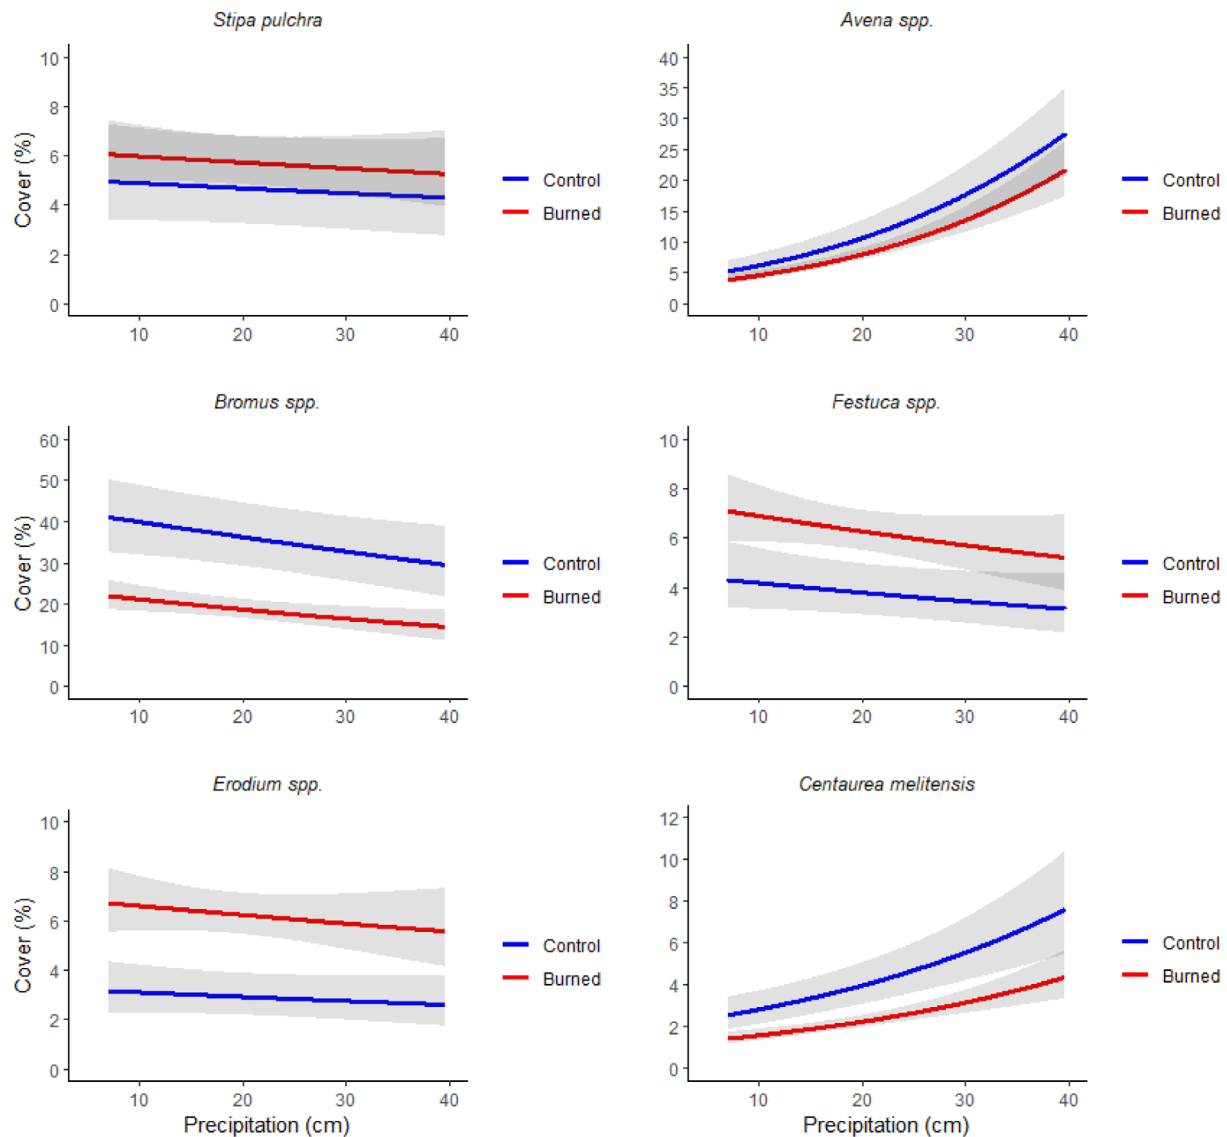 Stipa pulchra
Cover (%)
10
8
6
4
2
0
10 20 30 40
Control
Burned
Avena spp.
40
35
30
25
20
15
10
5
0
10 20 30 40
Control
Burned
Bromus spp.
Cover (%)
60
50
40
30
20
10
0
10 20 30 40
Control
Burned
Festuca spp.
10
8
6
4
2
0
10 20 30 40
Control
Burned
Erodium spp.
Cover (%)
10
8
6
4
2
0
10 20 30 40
Precipitation (cm)
Control
Burned
Centaurea melitensis
12
10
8
6
4
2
0
10 20 30 40
Precipitation (cm)
Control
Burned